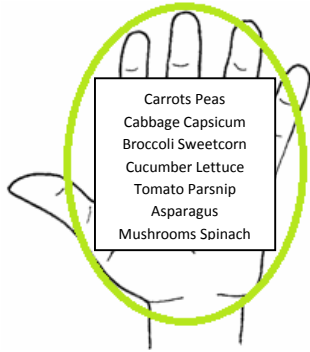 Carrots Peas
Cabbage Capsicum
Broccoli Sweetcorn
Cucumber Lettuce
Tomato Parsnip
Asparagus
Mushrooms Spinach